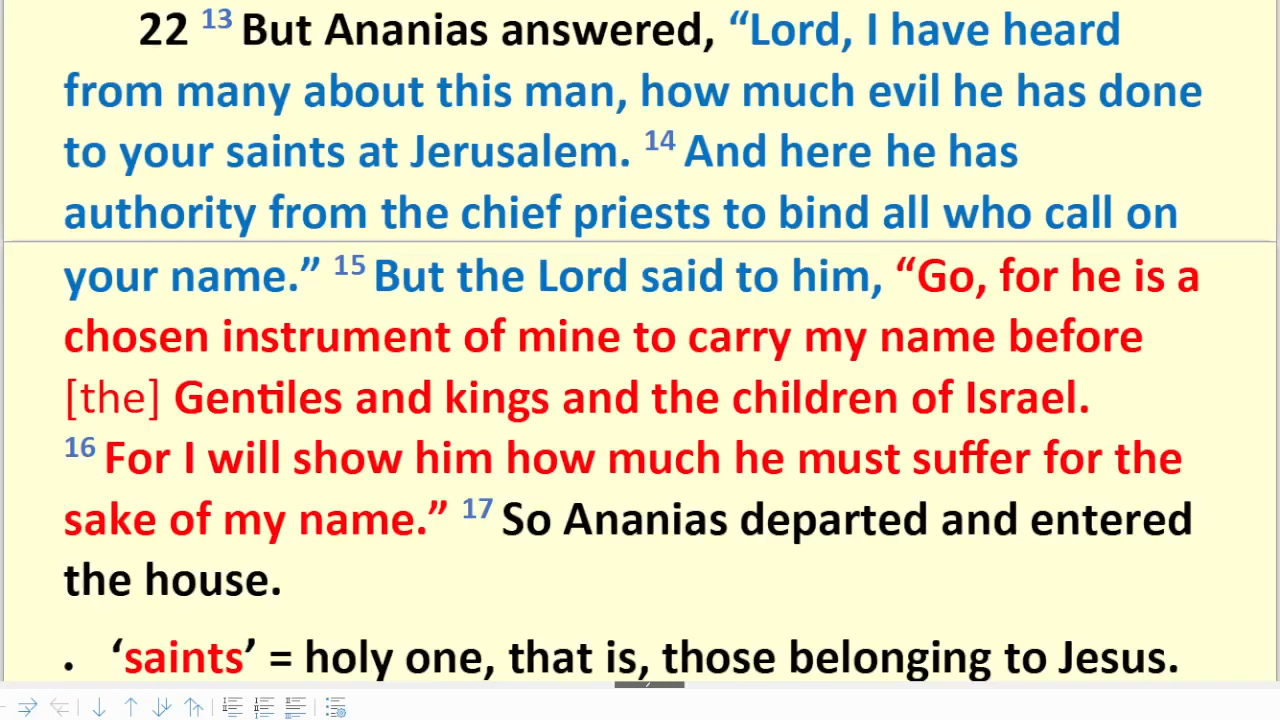 22 13 But Ananias answered, “Lord, I have heard
from many about this man, how much evil he has done
to your saints at Jerusalem. 14 And here he has
authority from the chief priests to bind all who call on
your name.” 15 But the Lord said to him, “Go, for he is a
chosen instrument of mine to carry my name before
[the] Gentiles and kings and the children of Israel.
16 For I will show him how much he must suffer for the
sake of my name.” 17 So Ananias departed and entered
the house.
• ‘saints’ = holy one, that is, those belonging to Jesus.